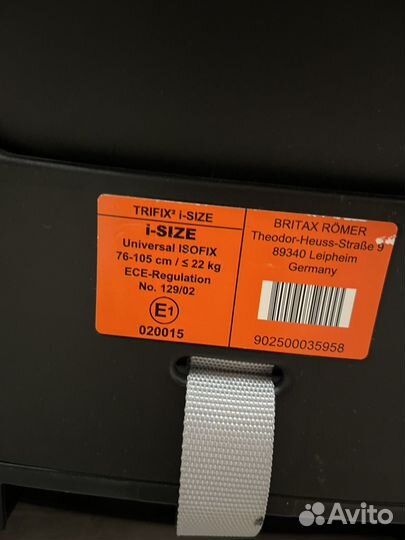 TRIFIX² i-SIZE
i-SIZE
Universal ISOFIX
76-105 cm / ≤ 22 kg
ECE-Regulation
No. 129/02
E1
020015
BRITAX RÖMER
Theodor-Heuss-Straße 9
89340 Leipheim
Germany
902500035958
Avito